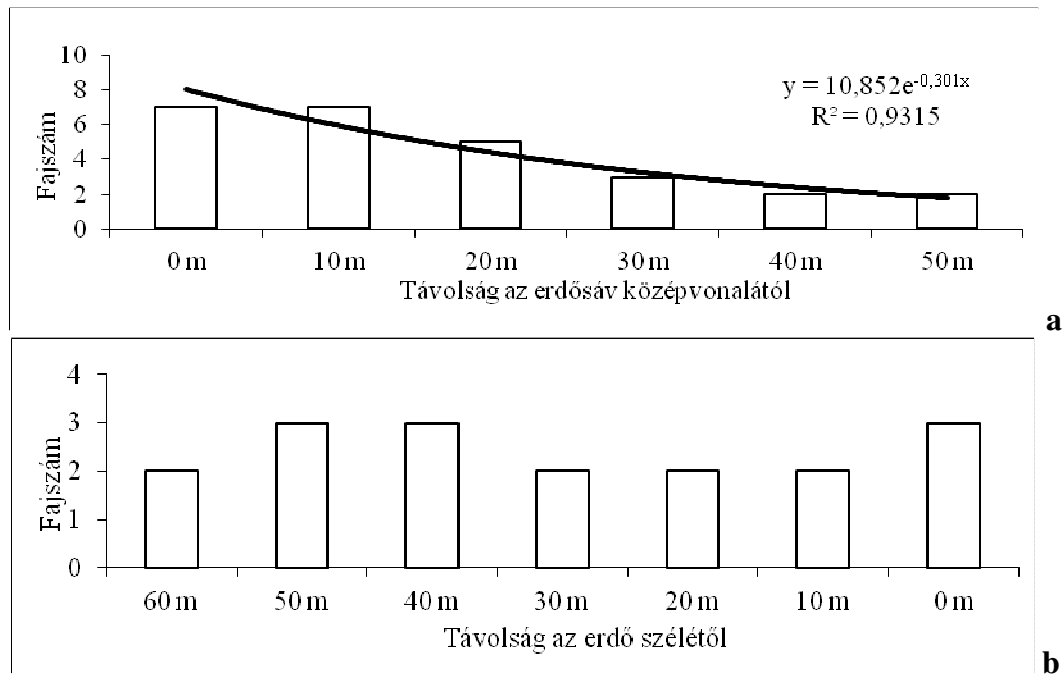 10
8
6
4
2
0
Fajszám
y = 10,852e^-0,301x
R² = 0,9315
0 m 10 m 20 m 30 m 40 m 50 m
Távolság az erdősáv középvonalától
a
4
3
2
1
0
Fajszám
60 m 50 m 40 m 30 m 20 m 10 m 0 m
Távolság az erdő szélétől
b